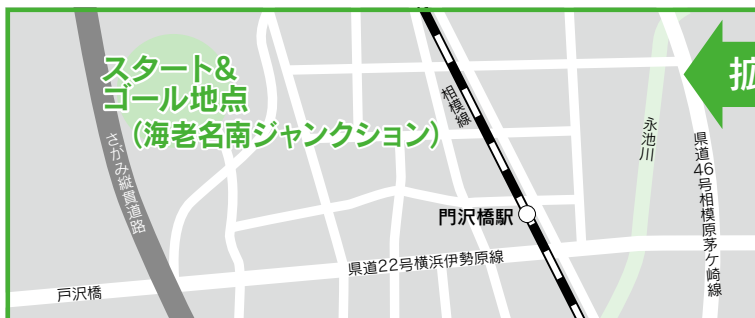 スタート&
ゴール地点
（海老名南ジャンクション）
さがみ縦貫道路
相模線
門沢橋駅
県道22号横浜伊勢原線
戸沢橋
永池川
県道46号相模原茅ケ崎線
拡